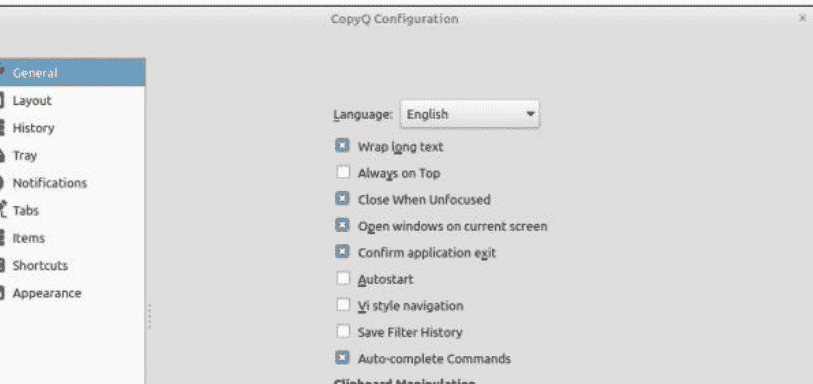 CopyQ Configuration
General
Layout
History
Tray
Notifications
Tabs
Items
Shortcuts
Appearance
Language: English
Wrap long text
Always on Top
Close When Unfocused
Open windows on current screen
Confirm application exit
Autostart
Vi style navigation
Save Filter History
Auto-complete Commands
Clipboard Manipulation